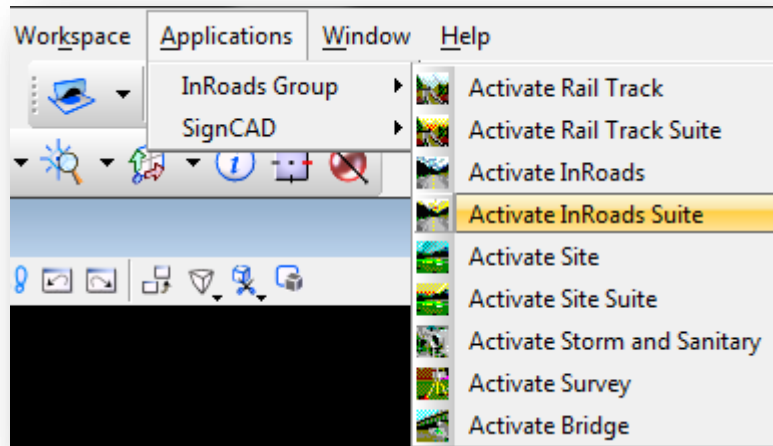 Workspace Applications Window Help
InRoads Group
SignCAD
Activate Rail Track
Activate Rail Track Suite
Activate InRoads
Activate InRoads Suite
Activate Site
Activate Site Suite
Activate Storm and Sanitary
Activate Survey
Activate Bridge